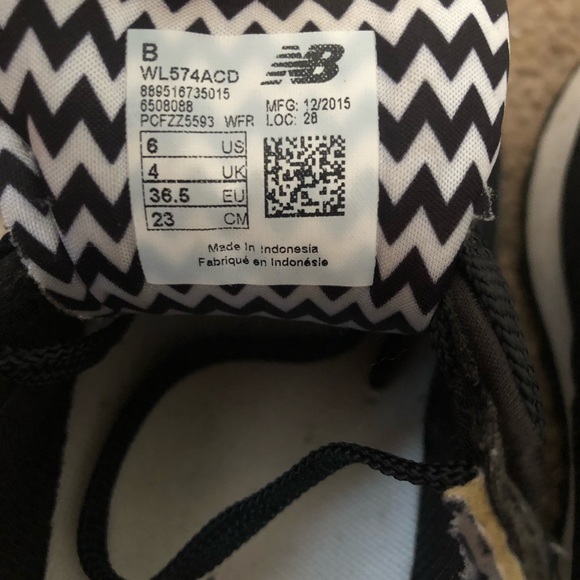 B
WL574ACD
889516735015
6508088
PCFZZ5593 WFR
NB
MFG: 12/2015
LOC: 28
6 US
4 UK
36.5 EU
23 CM
Made in Indonesia
Fabriqué en Indonésie